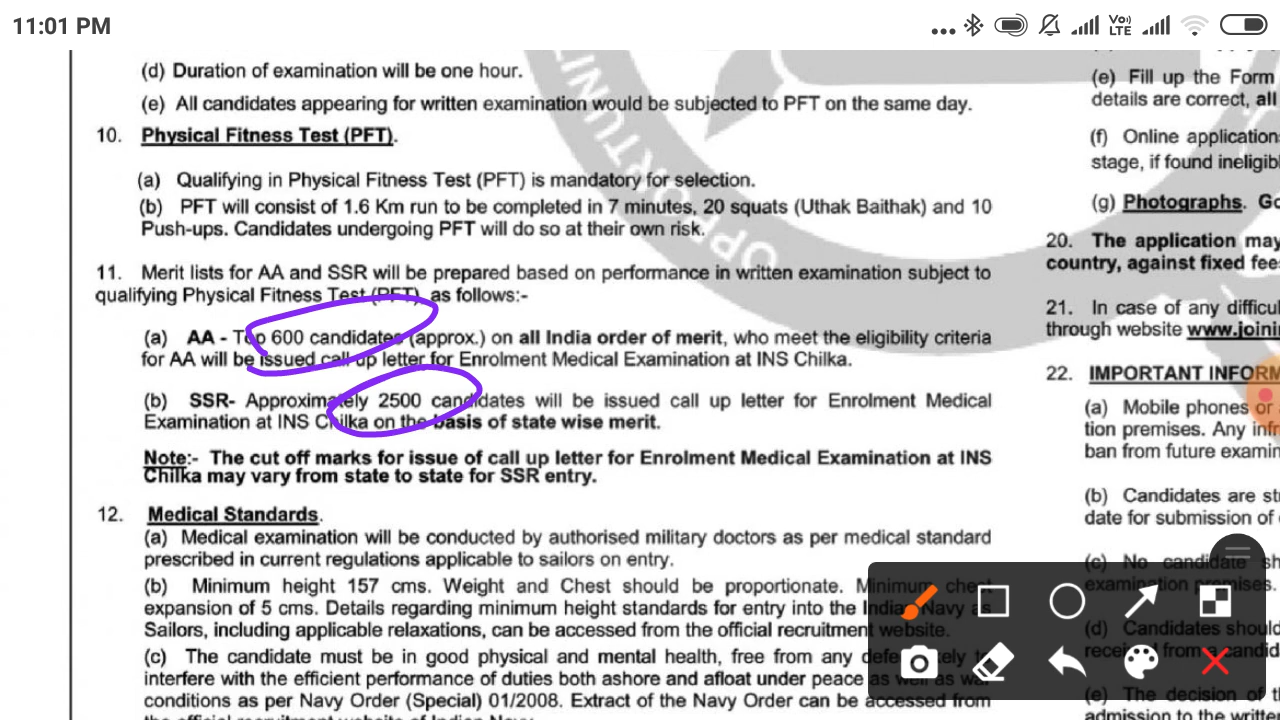 11:01 PM
Vo)) LTE
(d) Duration of examination will be one hour.
(e) All candidates appearing for written examination would be subjected to PFT on the same day.
10. Physical Fitness Test (PFT).
(a) Qualifying in Physical Fitness Test (PFT) is mandatory for selection.
(b) PFT will consist of 1.6 Km run to be completed in 7 minutes, 20 squats (Uthak Baithak) and 10
Push-ups. Candidates undergoing PFT will do so at their own risk.
11. Merit lists for AA and SSR will be prepared based on performance in written examination subject to
qualifying Physical Fitness Test (PFT), as follows:-
(a) AA - Top 600 candidates (approx.) on all India order of merit, who meet the eligibility criteria
for AA will be issued call up letter for Enrolment Medical Examination at INS Chilka.
(b) SSR- Approximately 2500 candidates will be issued call up letter for Enrolment Medical
Examination at INS Chilka on the basis of state wise merit.
Note:- The cut off marks for issue of call up letter for Enrolment Medical Examination at INS
Chilka may vary from state to state for SSR entry.
12. Medical Standards.
(a) Medical examination will be conducted by authorised military doctors as per medical standard
prescribed in current regulations applicable to sailors on entry.
(b) Minimum height 157 cms. Weight and Chest should be proportionate. Minimum chest
expansion of 5 cms. Details regarding minimum height standards for entry into the Indian Navy as
Sailors, including applicable relaxations, can be accessed from the official recruitment website.
(c) The candidate must be in good physical and mental health, free from any defect likely to
interfere with the efficient performance of duties both ashore and afloat under peace as well as war
conditions as per Navy Order (Special) 01/2008. Extract of the Navy Order can be accessed from
the official recruitment website of Indian Navy.
OPPORTUNIT
(e) Fill up the Form
details are correct, all
(f) Online application
stage, if found ineligib
(g) Photographs. Go
20. The application may
country, against fixed fee
21. In case of any difficul
through website www.joini
22. IMPORTANT INFORM
(a) Mobile phones or
tion premises. Any infr
ban from future examin
(b) Candidates are st
date for submission of
(c) No candidate sh
examination premises.
(d) Candidates should
from candid
(e) The decision of t
admission to the writte